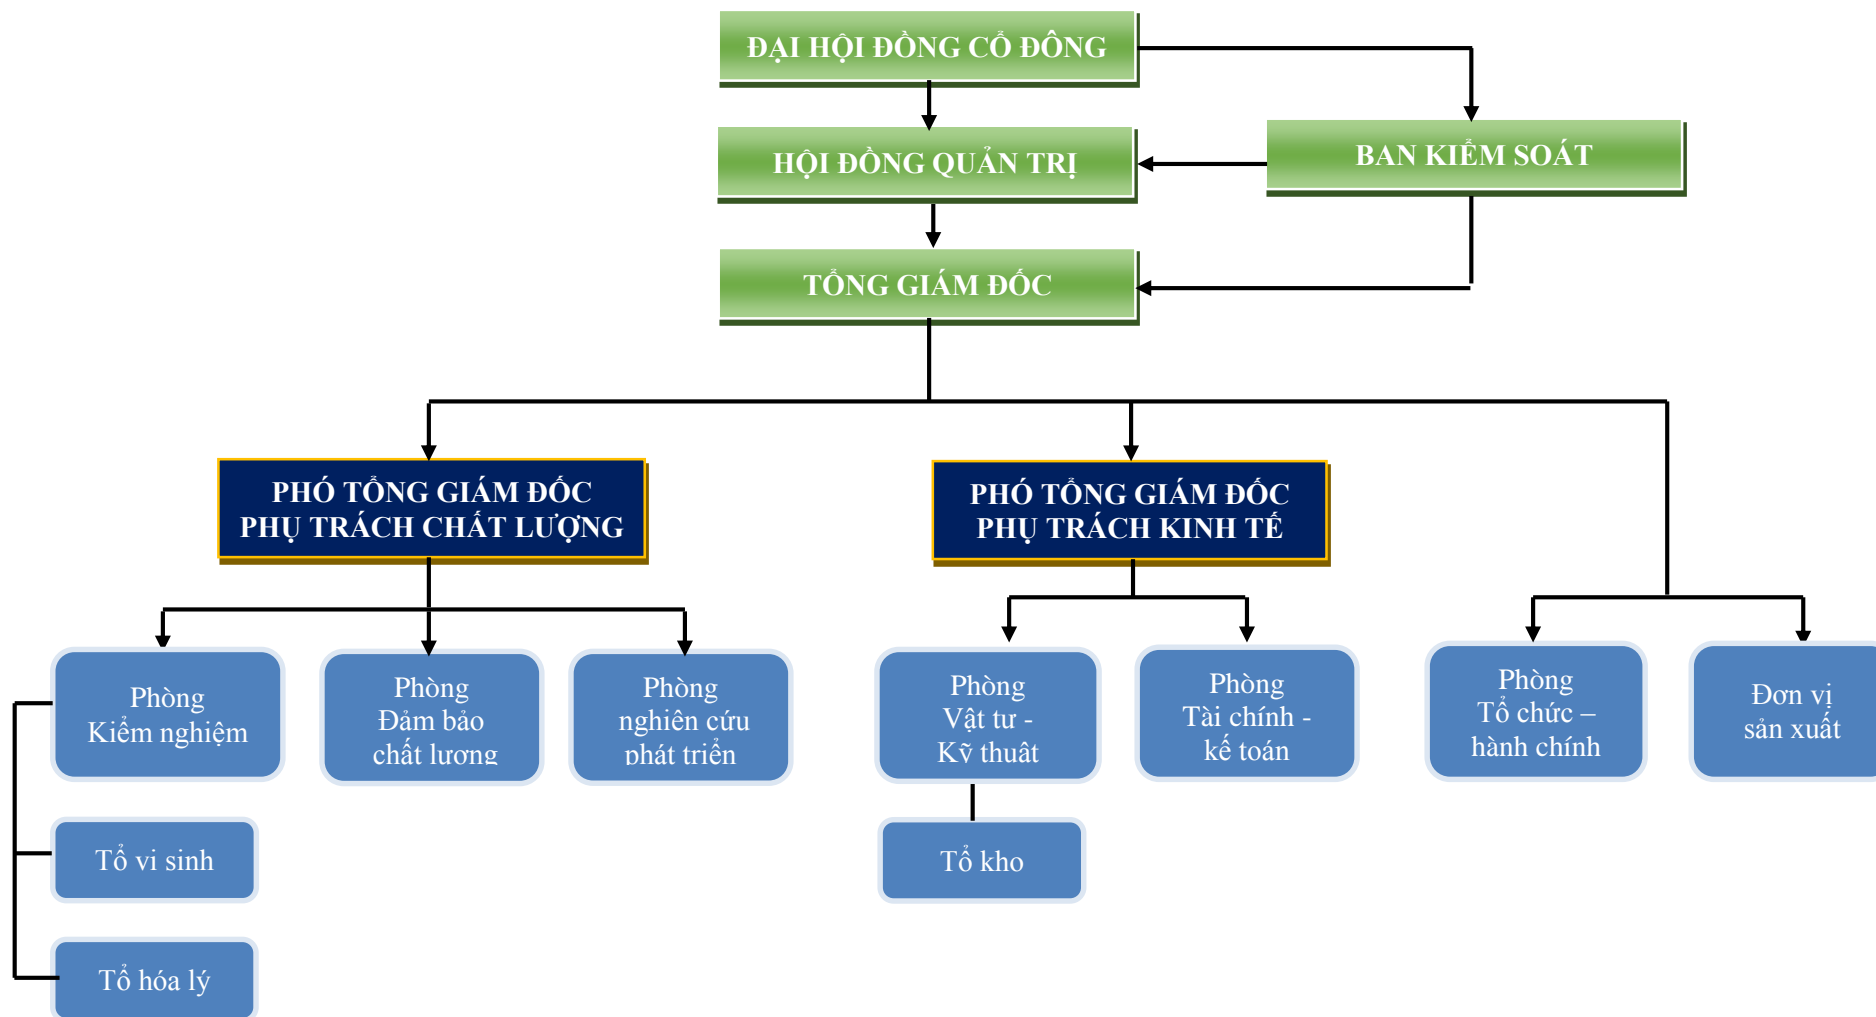 ĐẠI HỘI ĐỒNG CỔ ĐÔNG
HỘI ĐỒNG QUẢN TRỊ
BAN KIỂM SOÁT
TỔNG GIÁM ĐỐC
PHÓ TỔNG GIÁM ĐỐC
PHỤ TRÁCH CHẤT LƯỢNG
PHÓ TỔNG GIÁM ĐỐC
PHỤ TRÁCH KINH TẾ
Phòng
Kiểm nghiệm
Phòng
Đảm bảo
chất lượng
Phòng
nghiên cứu
phát triển
Phòng
Vật tư -
Kỹ thuật
Phòng
Tài chính -
kế toán
Phòng
Tổ chức –
hành chính
Đơn vị
sản xuất
Tổ vi sinh
Tổ kho
Tổ hóa lý